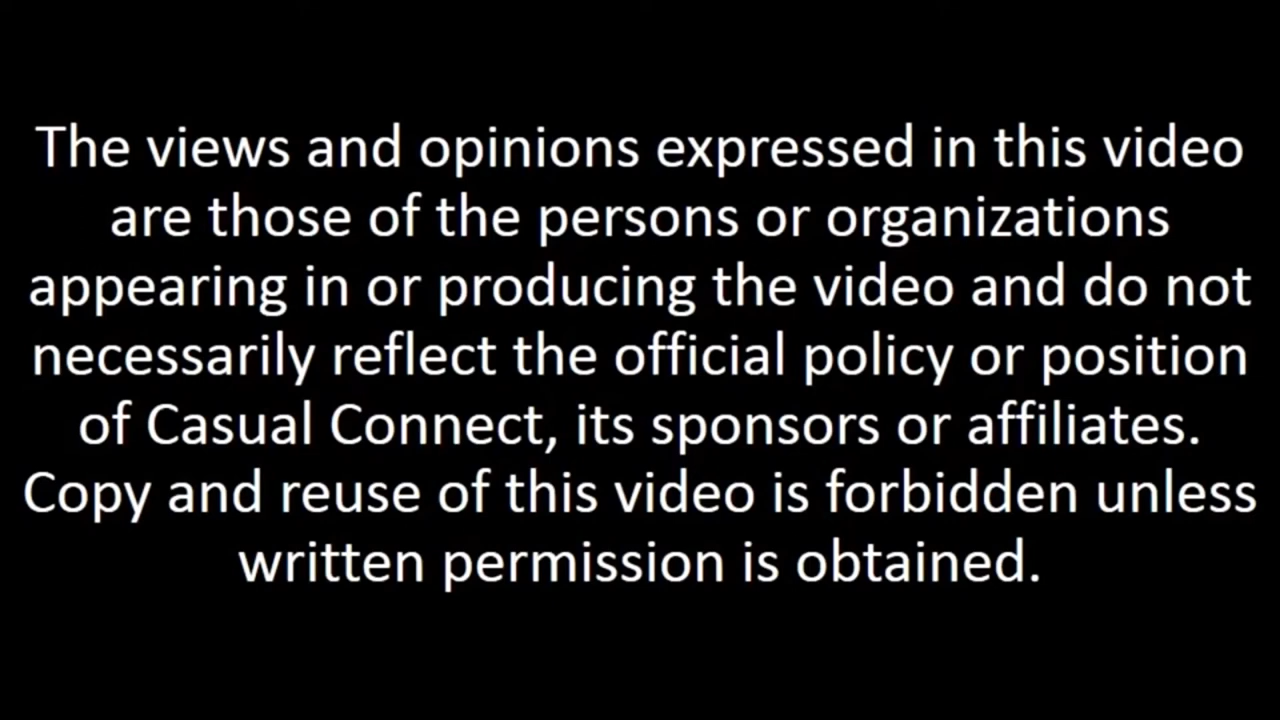 The views and opinions expressed in this video
are those of the persons or organizations
appearing in or producing the video and do not
necessarily reflect the official policy or position
of Casual Connect, its sponsors or affiliates.
Copy and reuse of this video is forbidden unless
written permission is obtained.